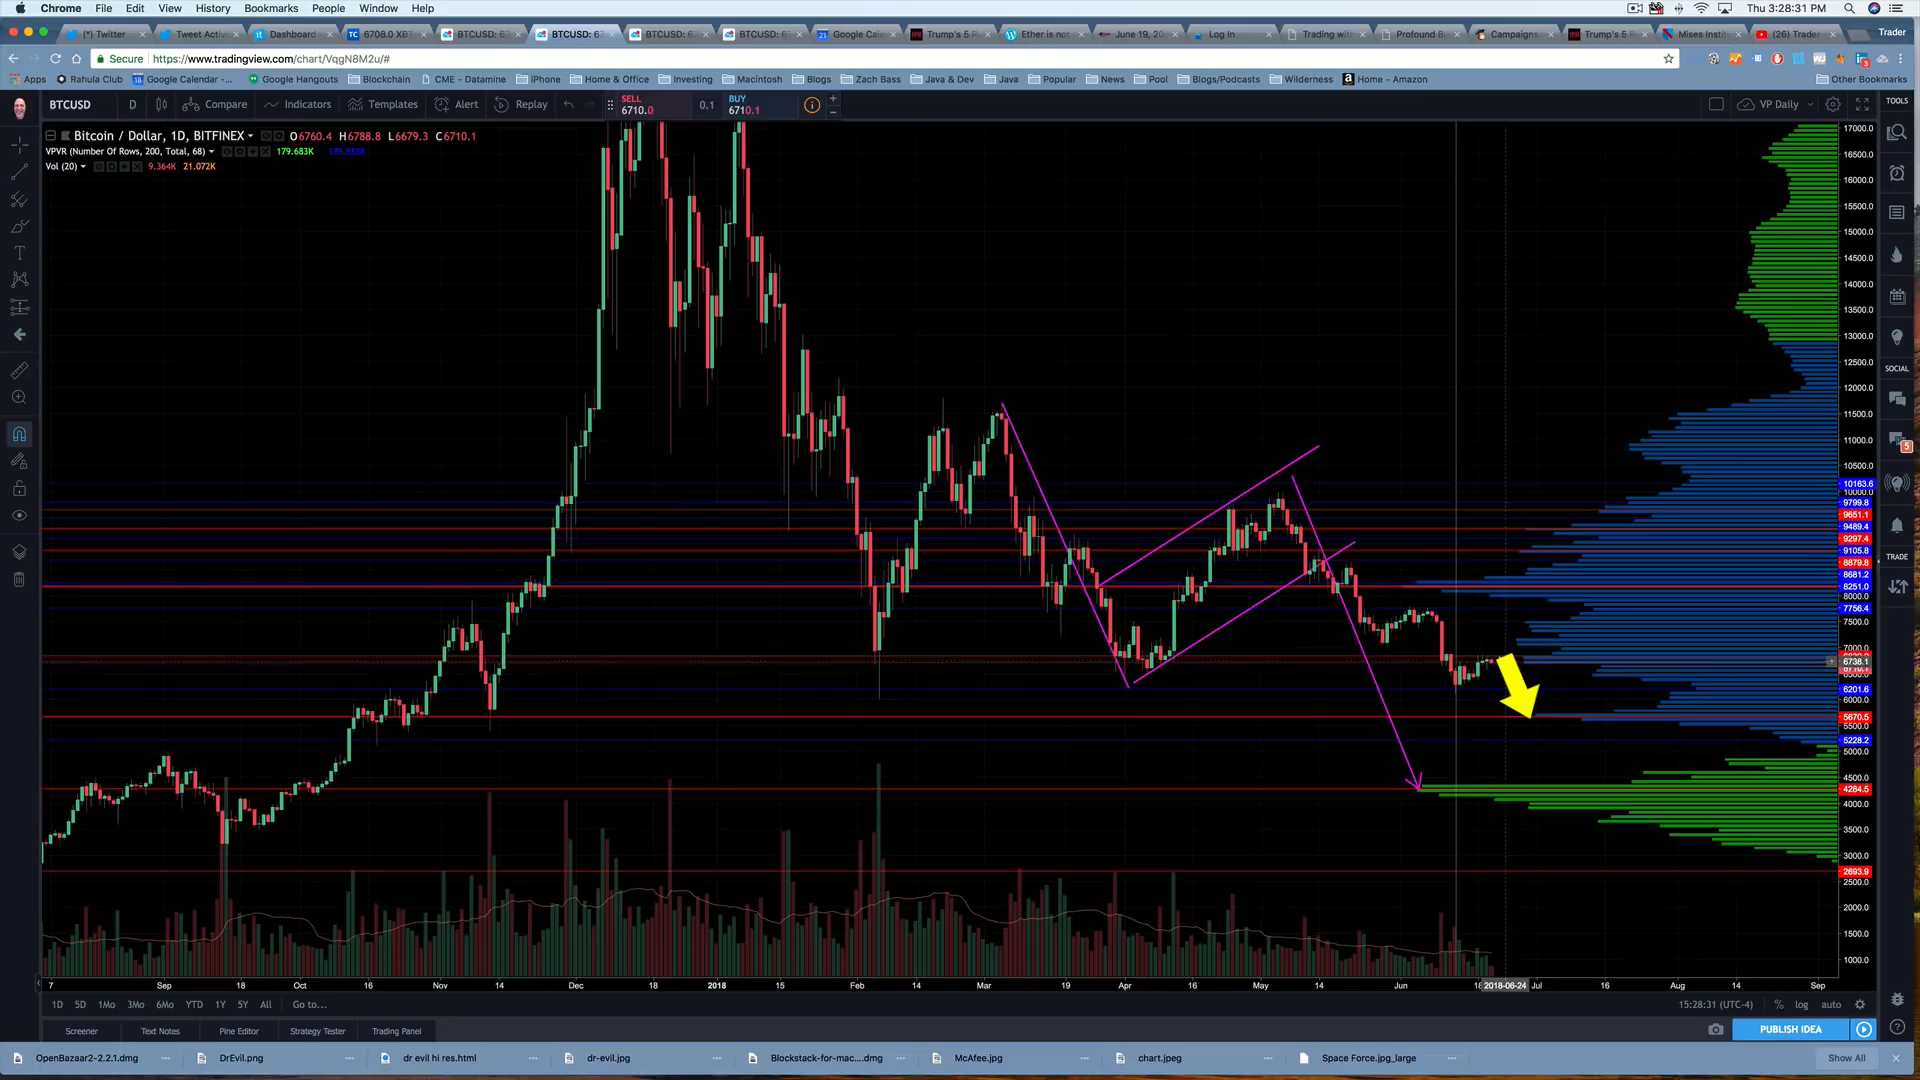 Chrome File Edit View History Bookmarks People Window Help
Thu 3:28:31 PM
(*) Twitter
Tweet Activ
Dashboard
6708.0 XBT
BTCUSD: 67
BTCUSD: 67
BTCUSD: 67
BTCUSD: 67
Google Cal
Trump's 5 R
Ether is not
June 19, 20
Log In
Trading with
Profound Bu
Campaigns
Trump's 5 R
Mises Instit
(26) Trader
Trader
Secure https://www.tradingview.com/chart/VqgN8M2u/#
Apps Rahula Club Google Calendar -... Google Hangouts Blockchain CME - Datamine iPhone Home & Office Investing Macintosh Blogs Zach Bass Java & Dev Java Popular News Pool Blogs/Podcasts Wilderness Home - Amazon Other Bookmarks
BTCUSD D Compare Indicators Templates Alert Replay
SELL 6710.0
0.1
BUY 6710.1
VP Daily
TOOLS
Bitcoin / Dollar, 1D, BITFINEX O6760.4 H6788.8 L6679.3 C6710.1
VPVR (Number Of Rows, 200, Total, 68) 179.683K
Vol (20) 9.364K 21.072K
17000.0
16500.0
16000.0
15500.0
15000.0
14500.0
14000.0
13500.0
13000.0
12500.0
12000.0
11500.0
11000.0
10500.0
10163.6
10000.0
9799.8
9651.1
9489.4
9297.4
9105.8
8879.8
8681.2
8251.0
8000.0
7756.4
7500.0
7000.0
6738.1
6201.6
6000.0
5670.5
5500.0
5228.2
5000.0
4500.0
4284.5
4000.0
3500.0
3000.0
2693.9
2500.0
2000.0
1500.0
1000.0
SOCIAL
5
TRADE
7 Sep 18 Oct 16 Nov 14 Dec 18 2018 15 Feb 14 Mar 19 Apr 16 May 14 Jun 18 2018-06-24 Jul 16 Aug 14 Sep
1D 5D 1Mo 3Mo 6Mo YTD 1Y 5Y All Go to...
15:28:31 (UTC-4) % log auto
Screener Text Notes Pine Editor Strategy Tester Trading Panel
PUBLISH IDEA
OpenBazaar2-2.2.1.dmg
DrEvil.png
dr evil hi res.html
dr-evil.jpg
Blockstack-for-mac....dmg
McAfee.jpg
chart.jpeg
Space Force.jpg_large
Show All